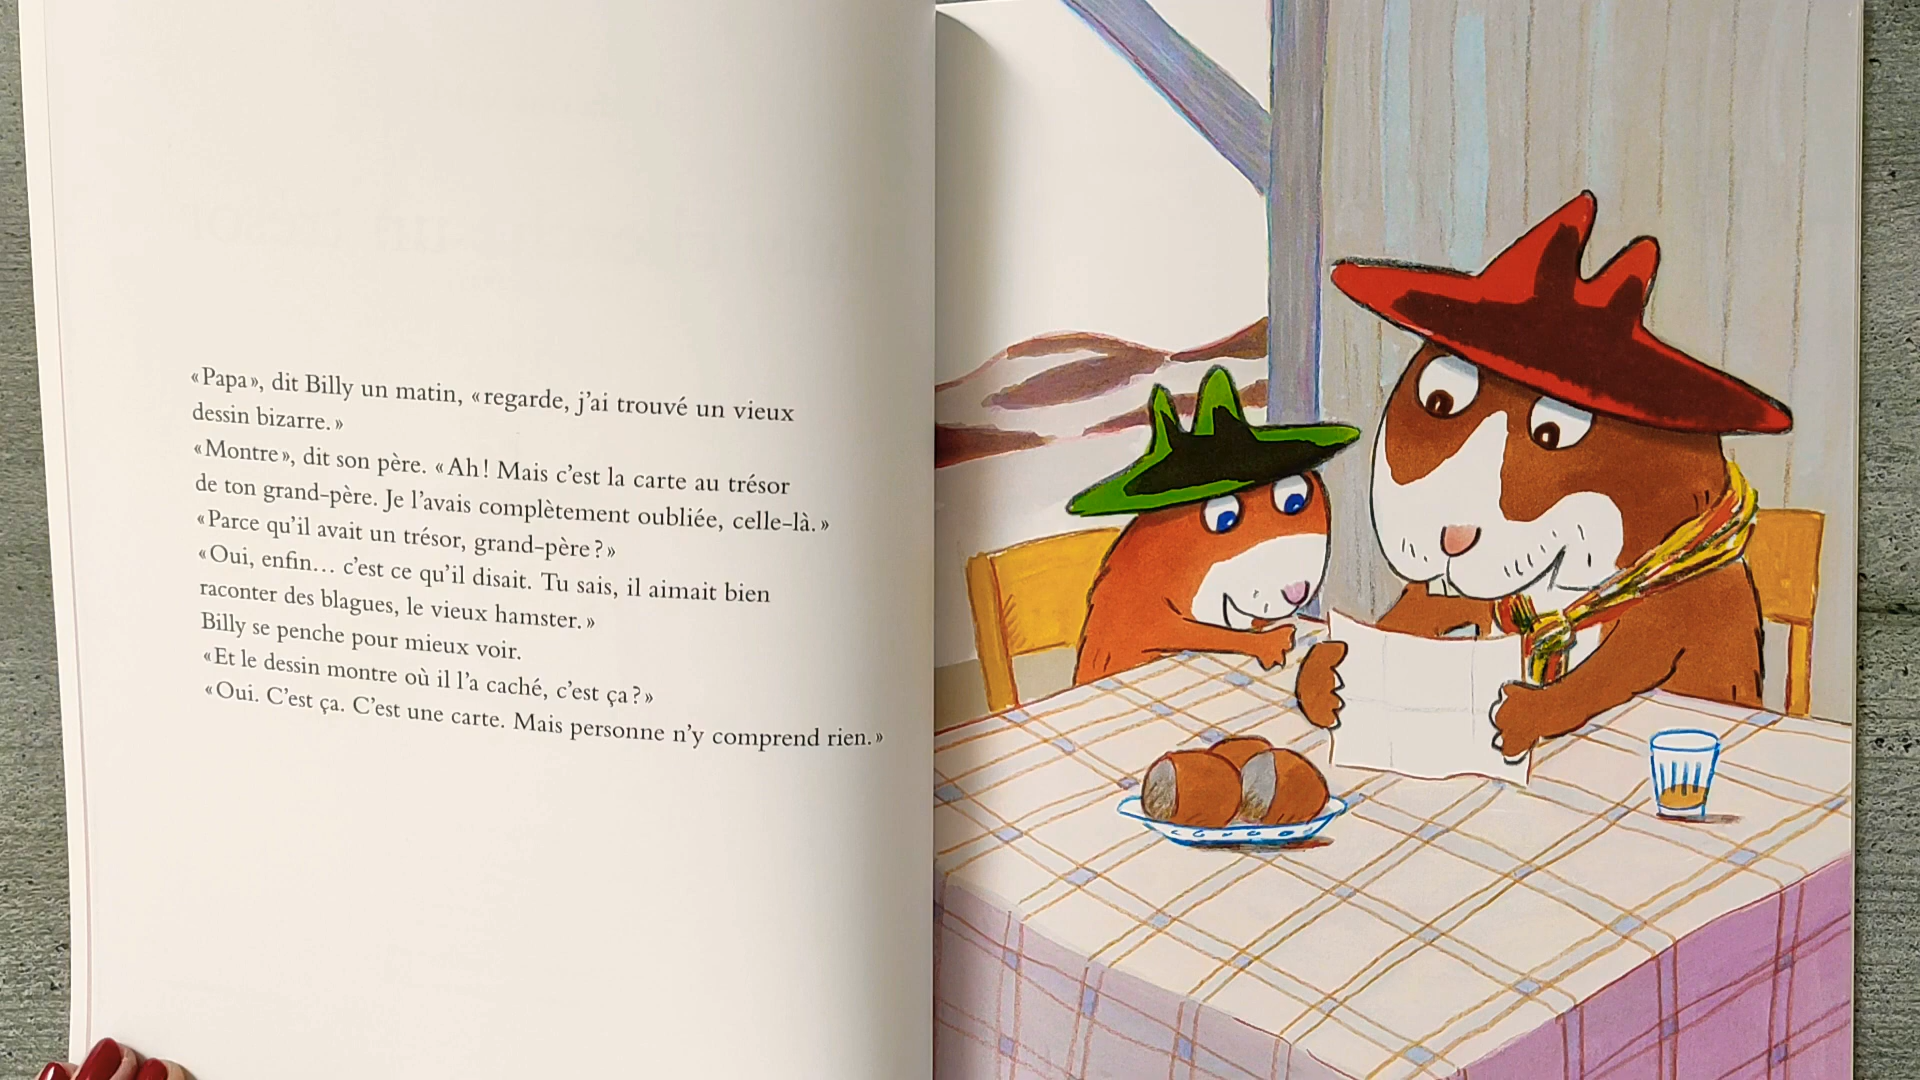 «Papa», dit Billy un matin, «regarde, j'ai trouvé un vieux
dessin bizarre.»
«Montre», dit son père. «Ah! Mais c'est la carte au trésor
de ton grand-père. Je l'avais complètement oubliée, celle-là.»
«Parce qu'il avait un trésor, grand-père?»
«Oui, enfin... c'est ce qu'il disait. Tu sais, il aimait bien
raconter des blagues, le vieux hamster.»
Billy se penche pour mieux voir.
«Et le dessin montre où il l'a caché, c'est ça?»
«Oui. C'est ça. C'est une carte. Mais personne n'y comprend rien.»